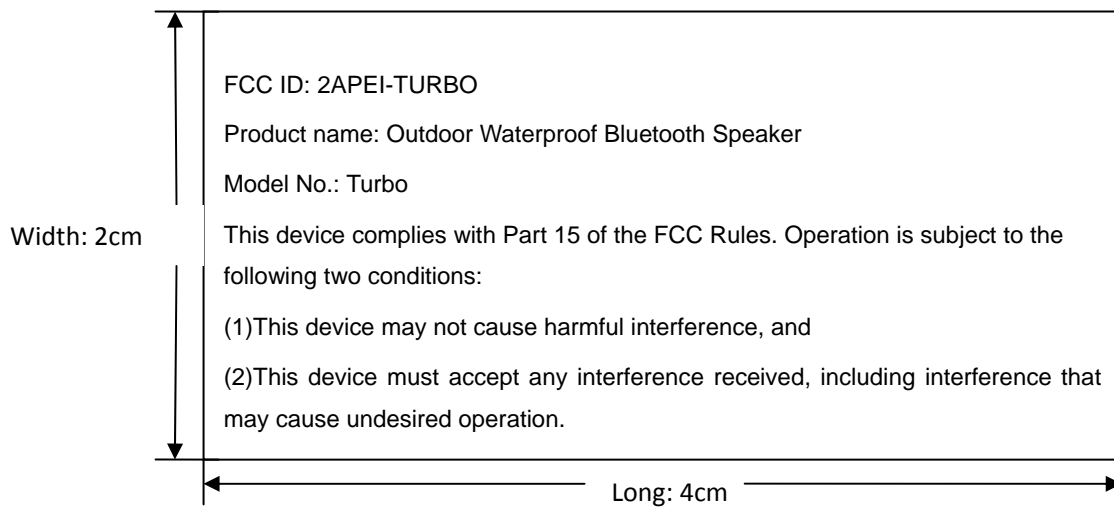 FCC ID: 2APEI-TURBO
Product name: Outdoor Waterproof Bluetooth Speaker
Model No.: Turbo
Width: 2cm
This device complies with Part 15 of the FCC Rules. Operation is subject to the
following two conditions:
(1)This device may not cause harmful interference, and
(2)This device must accept any interference received, including interference that
may cause undesired operation.
Long: 4cm